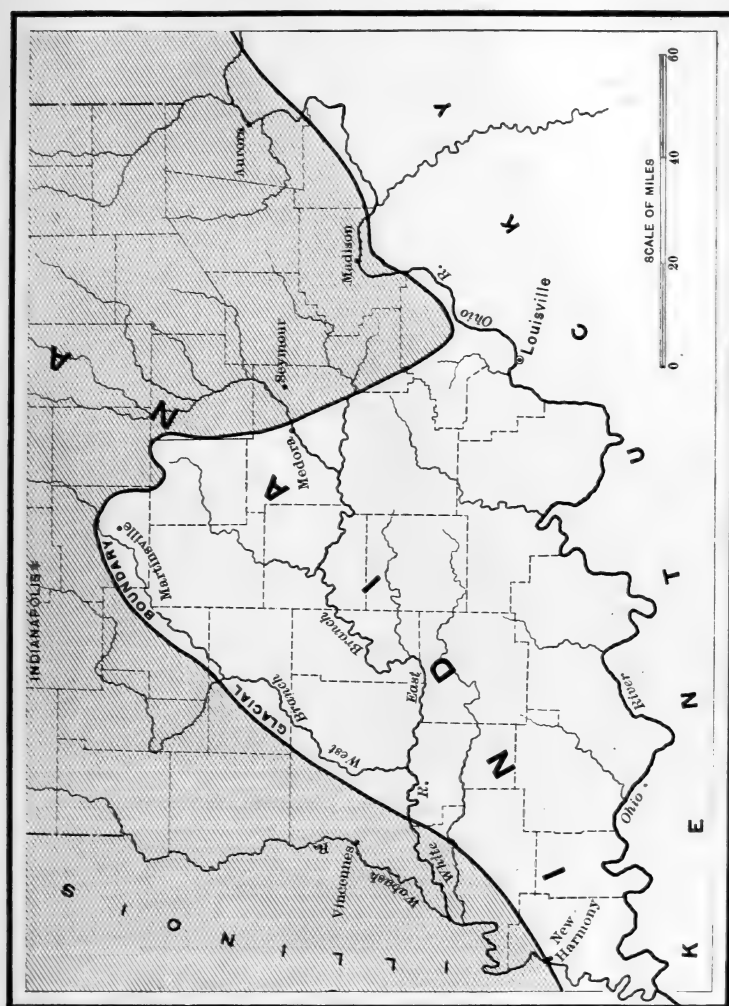 INDIANAPOLIS
ILLINOIS
INDIANA
KENTUCKY
GLACIAL BOUNDARY
Martinsville
Medora
Seymour
Aurora
Madison
Ohio R.
Louisville
West Branch
East Branch
White R.
Vincennes
Wabash R.
New Harmony
Ohio River
SCALE OF MILES
0 20 40 60